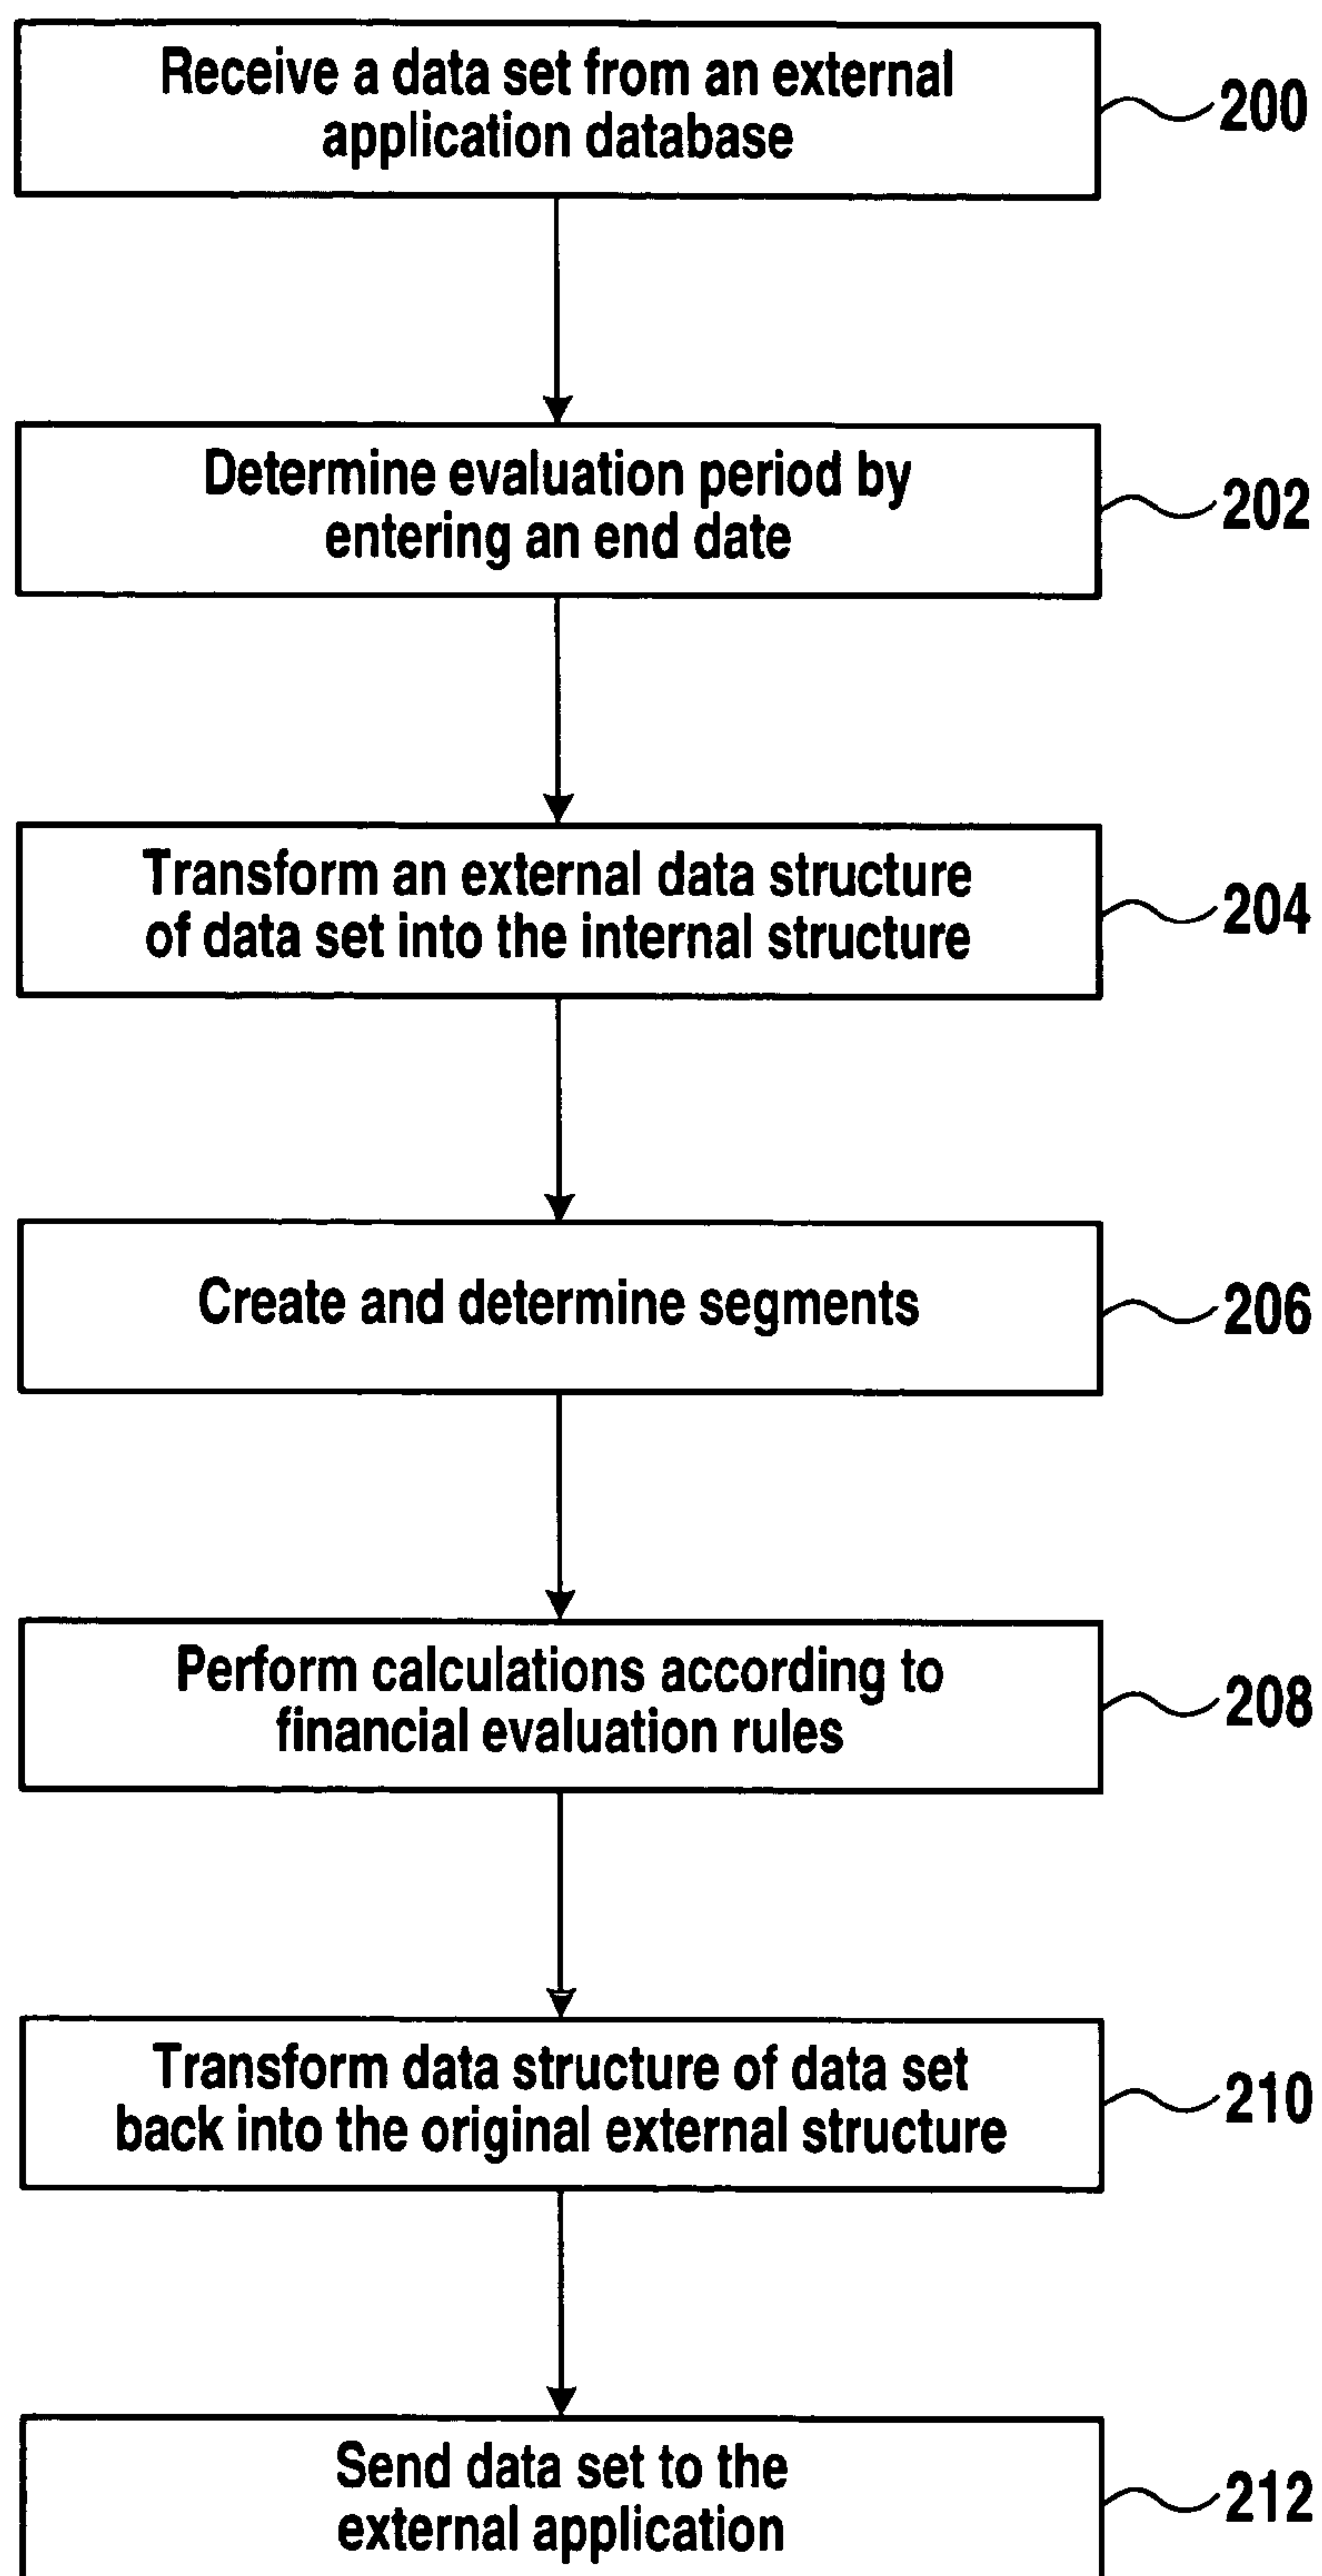 Receive a data set from an external
application database
200
Determine evaluation period by
entering an end date
202
Transform an external data structure
of data set into the internal structure
204
Create and determine segments
206
Perform calculations according to
financial evaluation rules
208
Transform data structure of data set
back into the original external structure
210
Send data set to the
external application
212